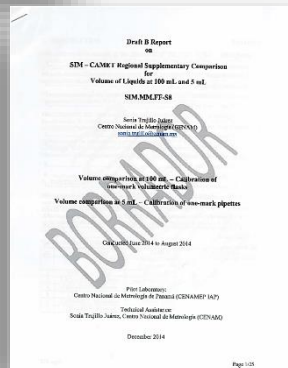 Draft B Report
on
SIM – CAMET Regional Supplementary Comparison
for
Volume of Liquids at 100 mL and 5 mL
SIM.MM.FF-S8
Sonia Trujillo Juárez
Centro Nacional de Metrología (CENAM)
BORRADOR
Volume comparison at 100 mL – Calibration of
one-mark volumetric flasks
Volume comparison at 5 mL – Calibration of one-mark pipettes
Conducted June 2014 to August 2014
Pilot Laboratory:
Centro Nacional de Metrología de Panamá (CENAMEP AIP)
Technical Assistance:
Sonia Trujillo Juárez, Centro Nacional de Metrología (CENAM)
December 2014
Page 1/25